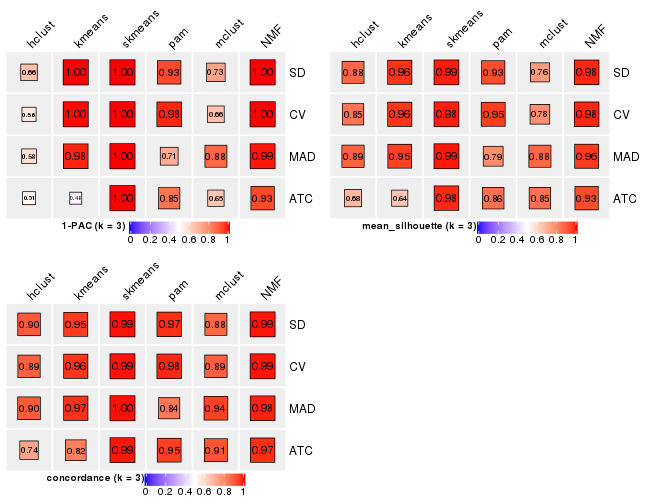 hclust kmeans skmeans pam mclust NMF
0.66 1.00 1.00 0.93 0.73 1.00 SD
0.56 1.00 1.00 0.98 0.66 1.00 CV
0.58 0.98 1.00 0.71 0.88 0.99 MAD
0.51 1.00 0.85 0.65 0.93 ATC
1-PAC (k = 3)
0 0.2 0.4 0.6 0.8 1
hclust kmeans skmeans pam mclust NMF
0.88 0.96 0.99 0.93 0.76 0.98 SD
0.85 0.96 0.98 0.95 0.78 0.98 CV
0.89 0.95 0.99 0.79 0.88 0.96 MAD
0.68 0.64 0.98 0.86 0.85 0.93 ATC
mean_silhouette (k = 3)
0 0.2 0.4 0.6 0.8 1
hclust kmeans skmeans pam mclust NMF
0.90 0.95 0.99 0.97 0.88 0.99 SD
0.89 0.96 0.99 0.98 0.89 0.99 CV
0.90 0.97 1.00 0.84 0.94 0.98 MAD
0.74 0.82 0.99 0.95 0.91 0.97 ATC
concordance (k = 3)
0 0.2 0.4 0.6 0.8 1